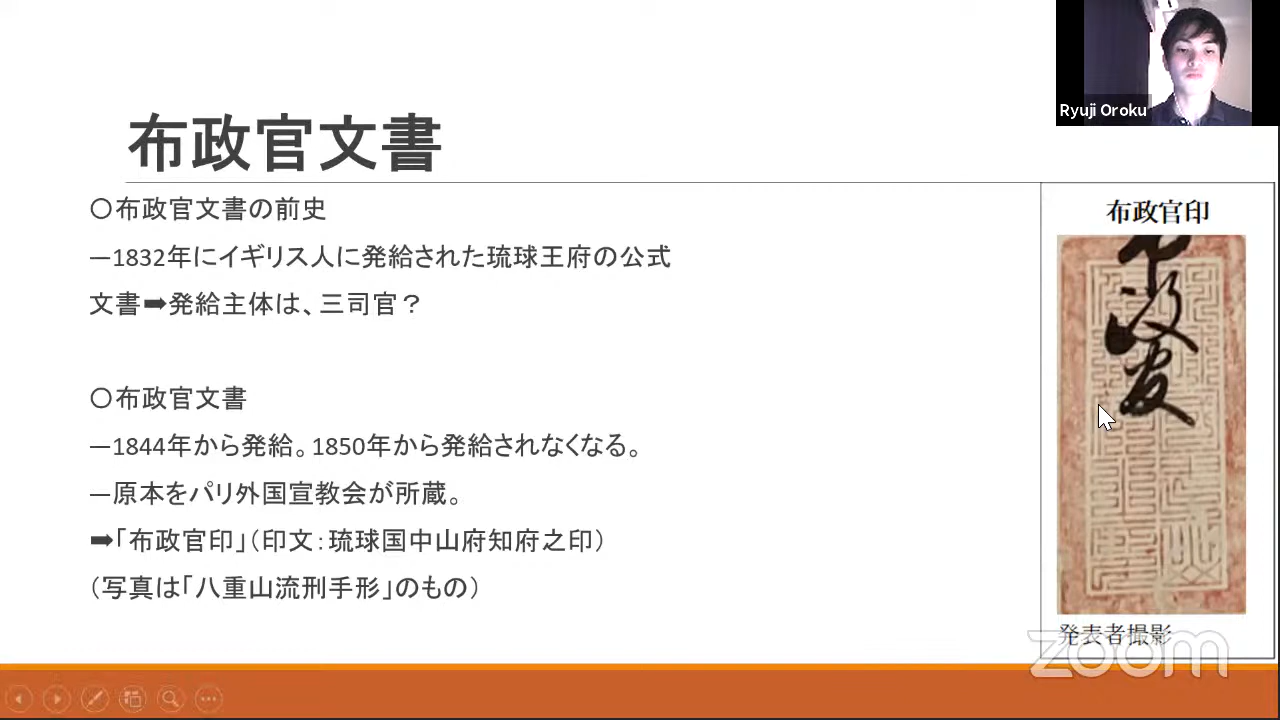 Ryuji Oroku
布政官文書
〇布政官文書の前史
―1832年にイギリス人に発給された琉球王府の公式
文書➡発給主体は、三司官？
〇布政官文書
―1844年から発給。1850年から発給されなくなる。
―原本をパリ外国宣教会が所蔵。
➡「布政官印」（印文：琉球国中山府知府之印）
（写真は「八重山流刑手形」のもの）
布政官印
発表者撮影
zoom